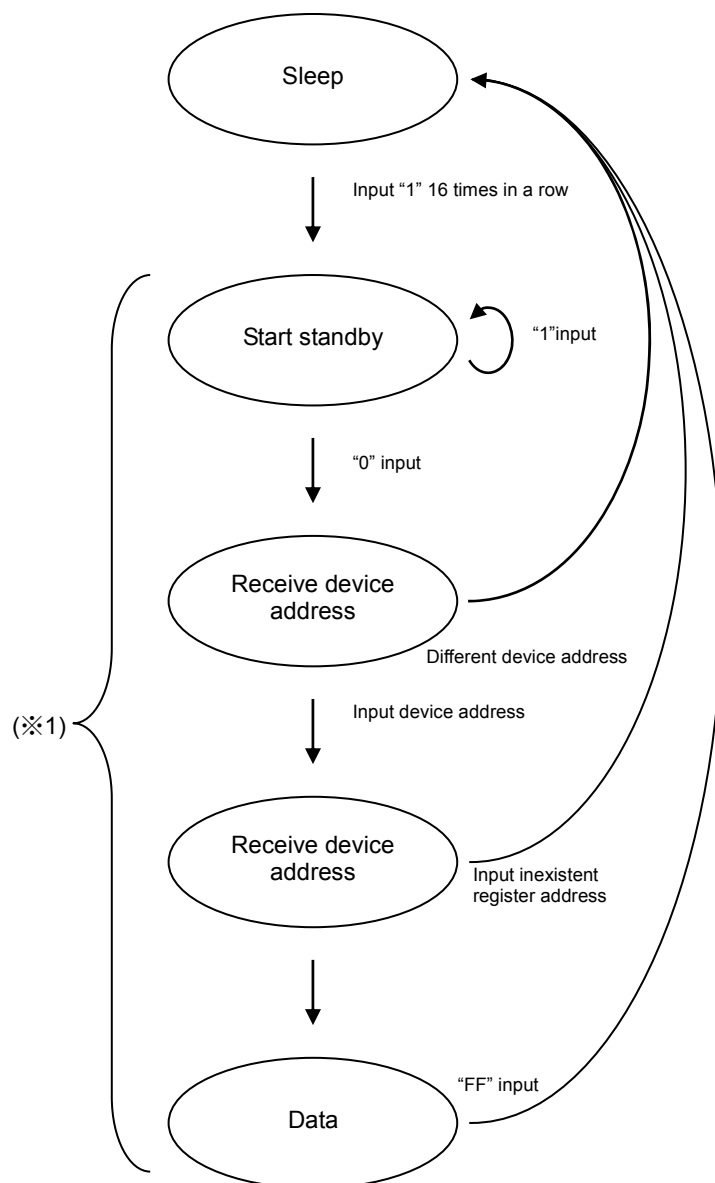 Sleep
Input “1” 16 times in a row
Start standby
“1”input
“0” input
Receive device
address
Different device address
Input device address
(※1)
Receive device
address
Input inexistent
register address
“FF” input
Data